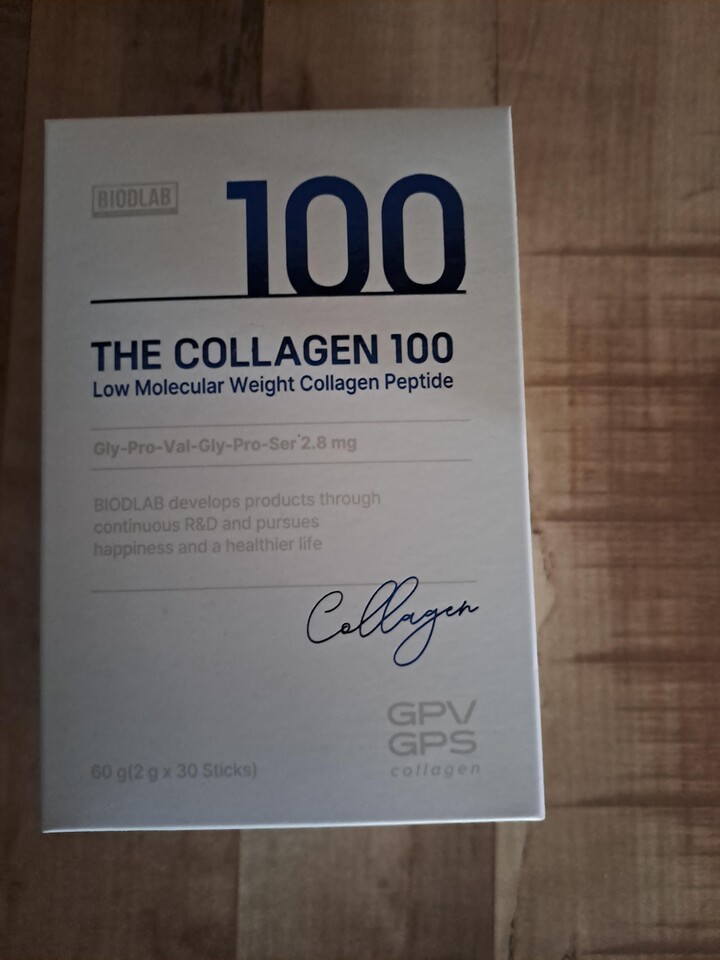 BIODLAB
100
THE COLLAGEN 100
Low Molecular Weight Collagen Peptide
Gly-Pro-Val-Gly-Pro-Ser 2.8 mg
BIODLAB develops products through
continuous R&D and pursues
happiness and a healthier life
Collagen
GPV
GPS
collagen
60 g(2 g x 30 Sticks)